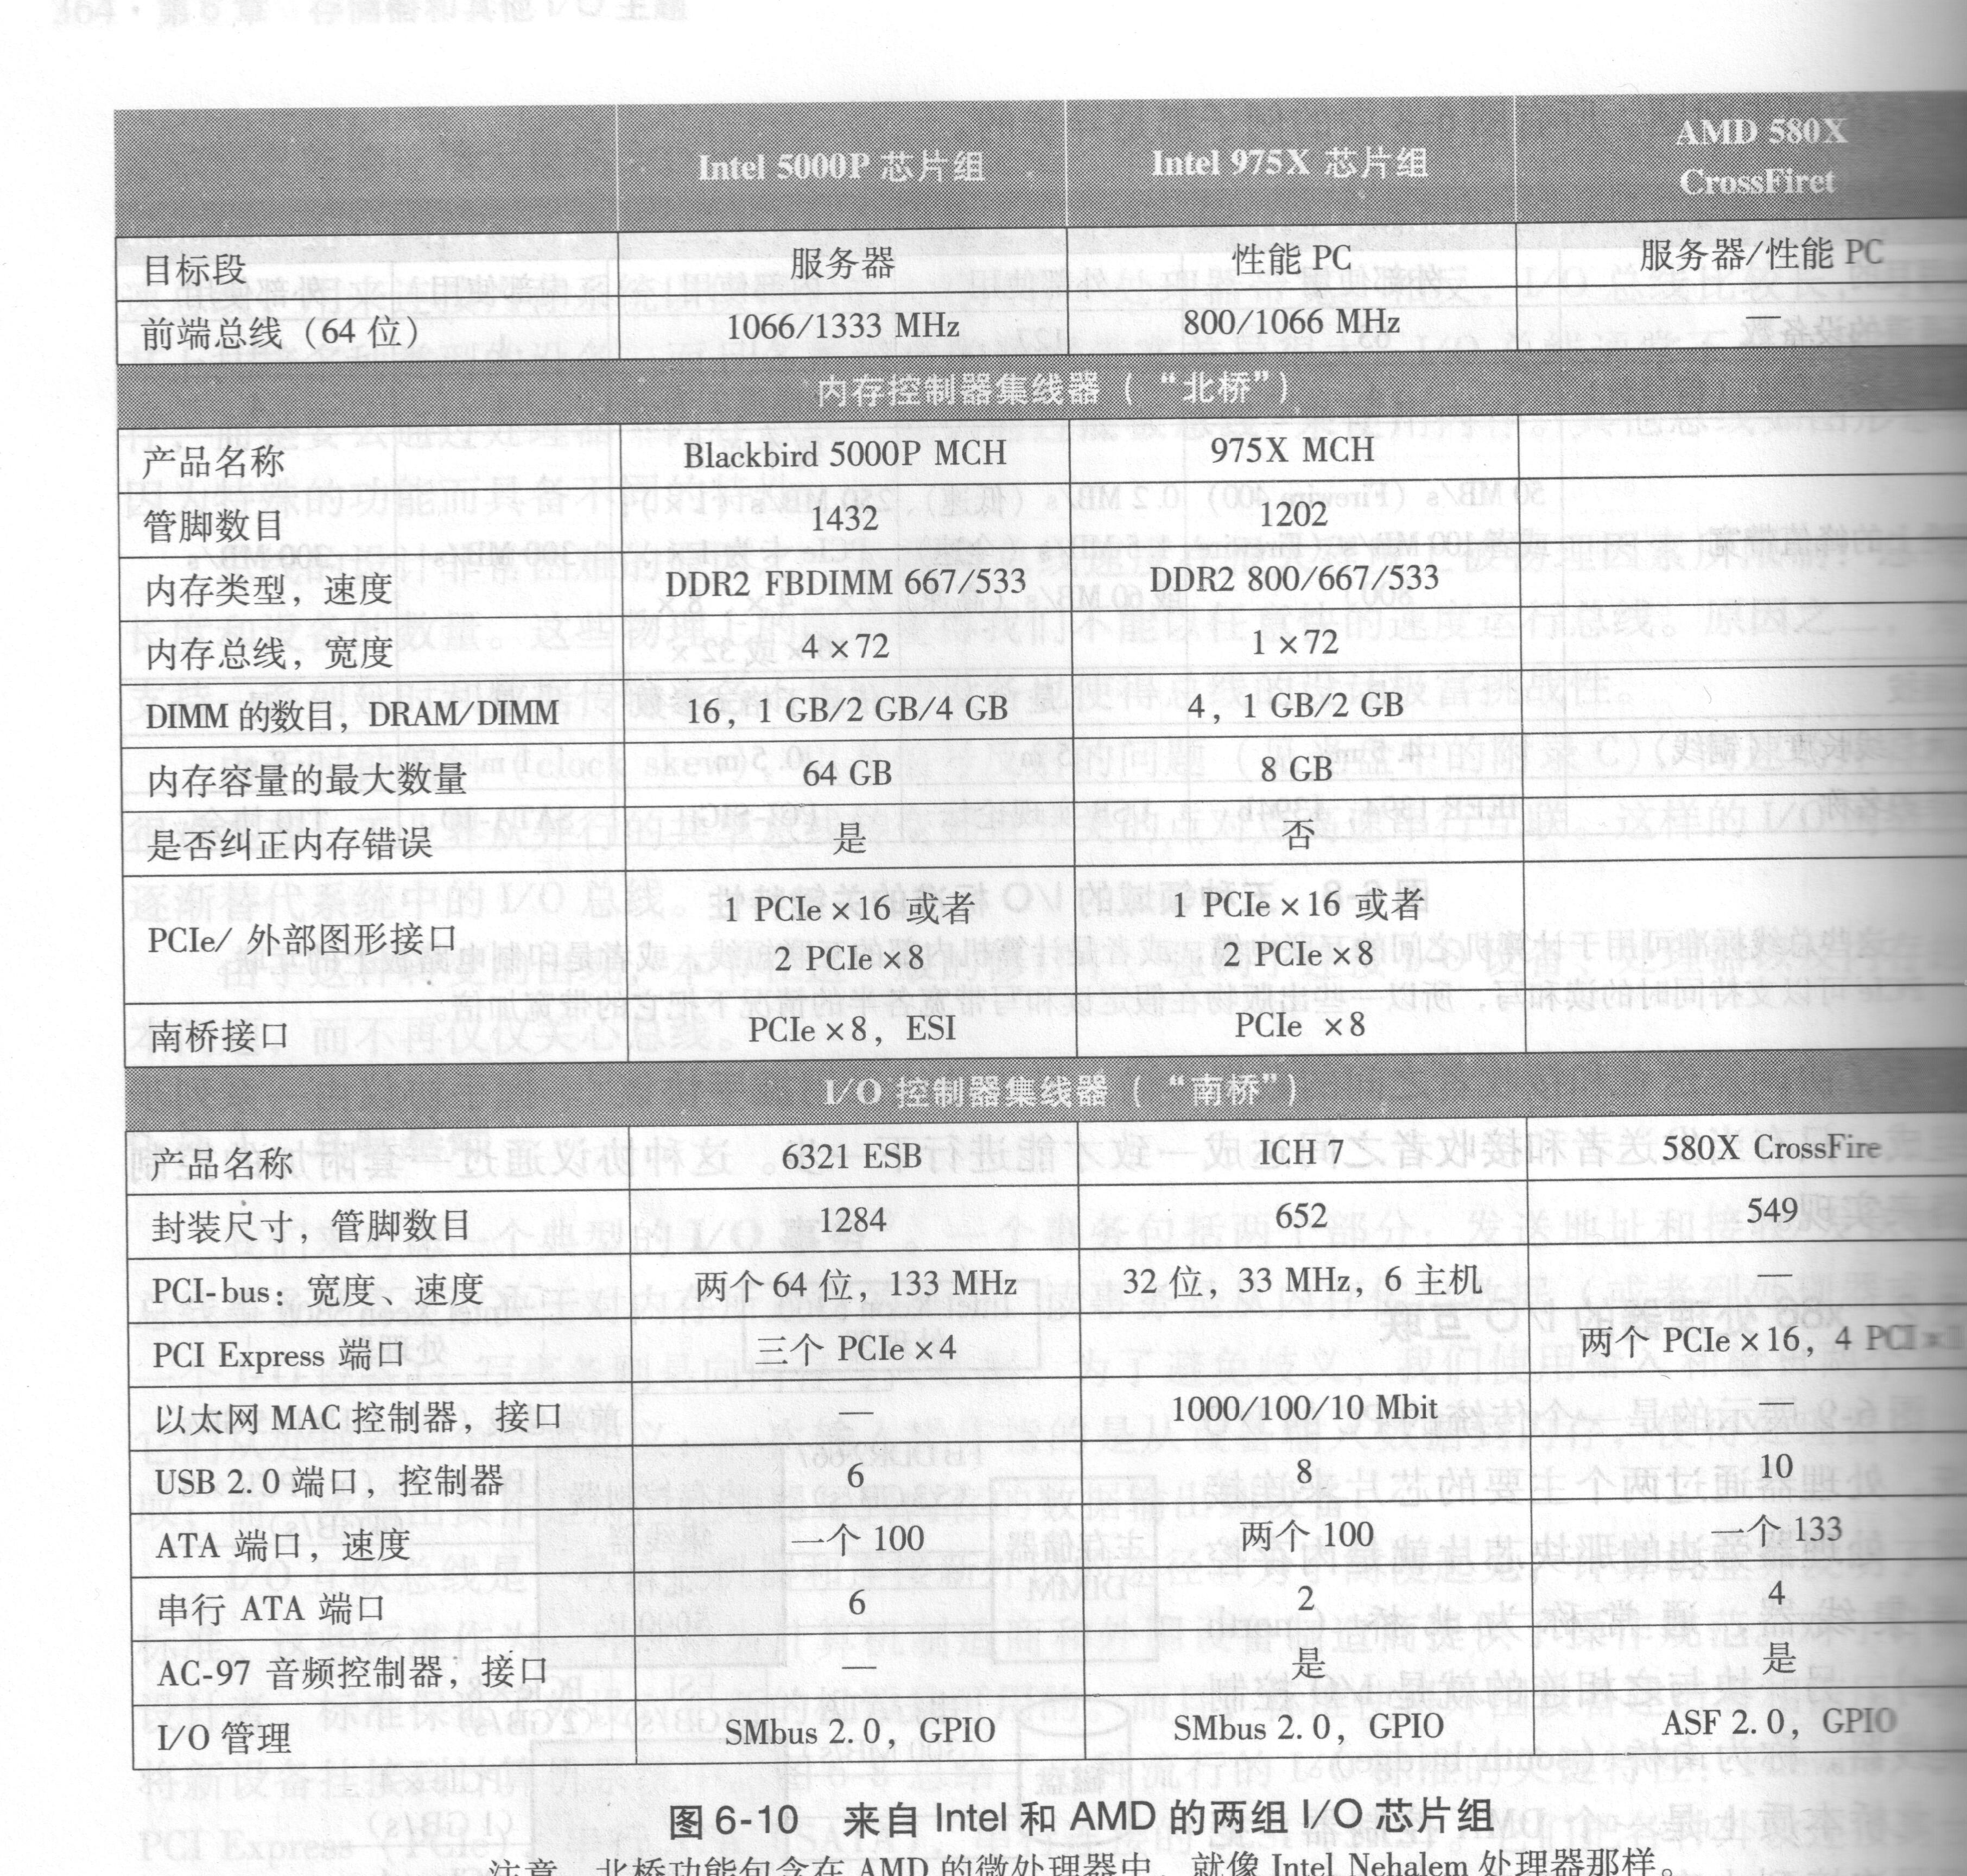 364 · 第 6 章 存储器和其他 I/O 主题
Intel 5000P 芯片组 Intel 975X 芯片组 AMD 580X
CrossFiret
目标段 服务器 性能 PC 服务器/性能 PC
前端总线（64 位） 1066/1333 MHz 800/1066 MHz —
内存控制器集线器（“北桥”）
产品名称 Blackbird 5000P MCH 975X MCH
管脚数目 1432 1202
内存类型，速度 DDR2 FBDIMM 667/533 DDR2 800/667/533
内存总线，宽度 4 ×72 1 ×72
DIMM 的数目，DRAM/DIMM 16，1 GB/2 GB/4 GB 4，1 GB/2 GB
内存容量的最大数量 64 GB 8 GB
是否纠正内存错误 是 否
PCIe/ 外部图形接口 1 PCIe ×16 或者 1 PCIe ×16 或者
2 PCIe ×8 2 PCIe ×8
南桥接口 PCIe ×8，ESI PCIe ×8
I/O 控制器集线器（“南桥”）
产品名称 6321 ESB ICH 7 580X CrossFire
封装尺寸，管脚数目 1284 652 549
PCI-bus：宽度、速度 两个 64 位，133 MHz 32 位，33 MHz，6 主机 —
PCI Express 端口 三个 PCIe ×4 两个 PCIe ×16，4 PCI
以太网 MAC 控制器，接口 — 1000/100/10 Mbit —
USB 2.0 端口，控制器 6 8 10
ATA 端口，速度 一个 100 两个 100 一个 133
串行 ATA 端口 6 2 4
AC-97 音频控制器，接口 — 是 是
I/O 管理 SMbus 2.0，GPIO SMbus 2.0，GPIO ASF 2.0，GPIO
图 6-10 来自 Intel 和 AMD 的两组 I/O 芯片组
注意，北桥功能包含在 AMD 的微处理器中，就像 Intel Nehalem 处理器那样。